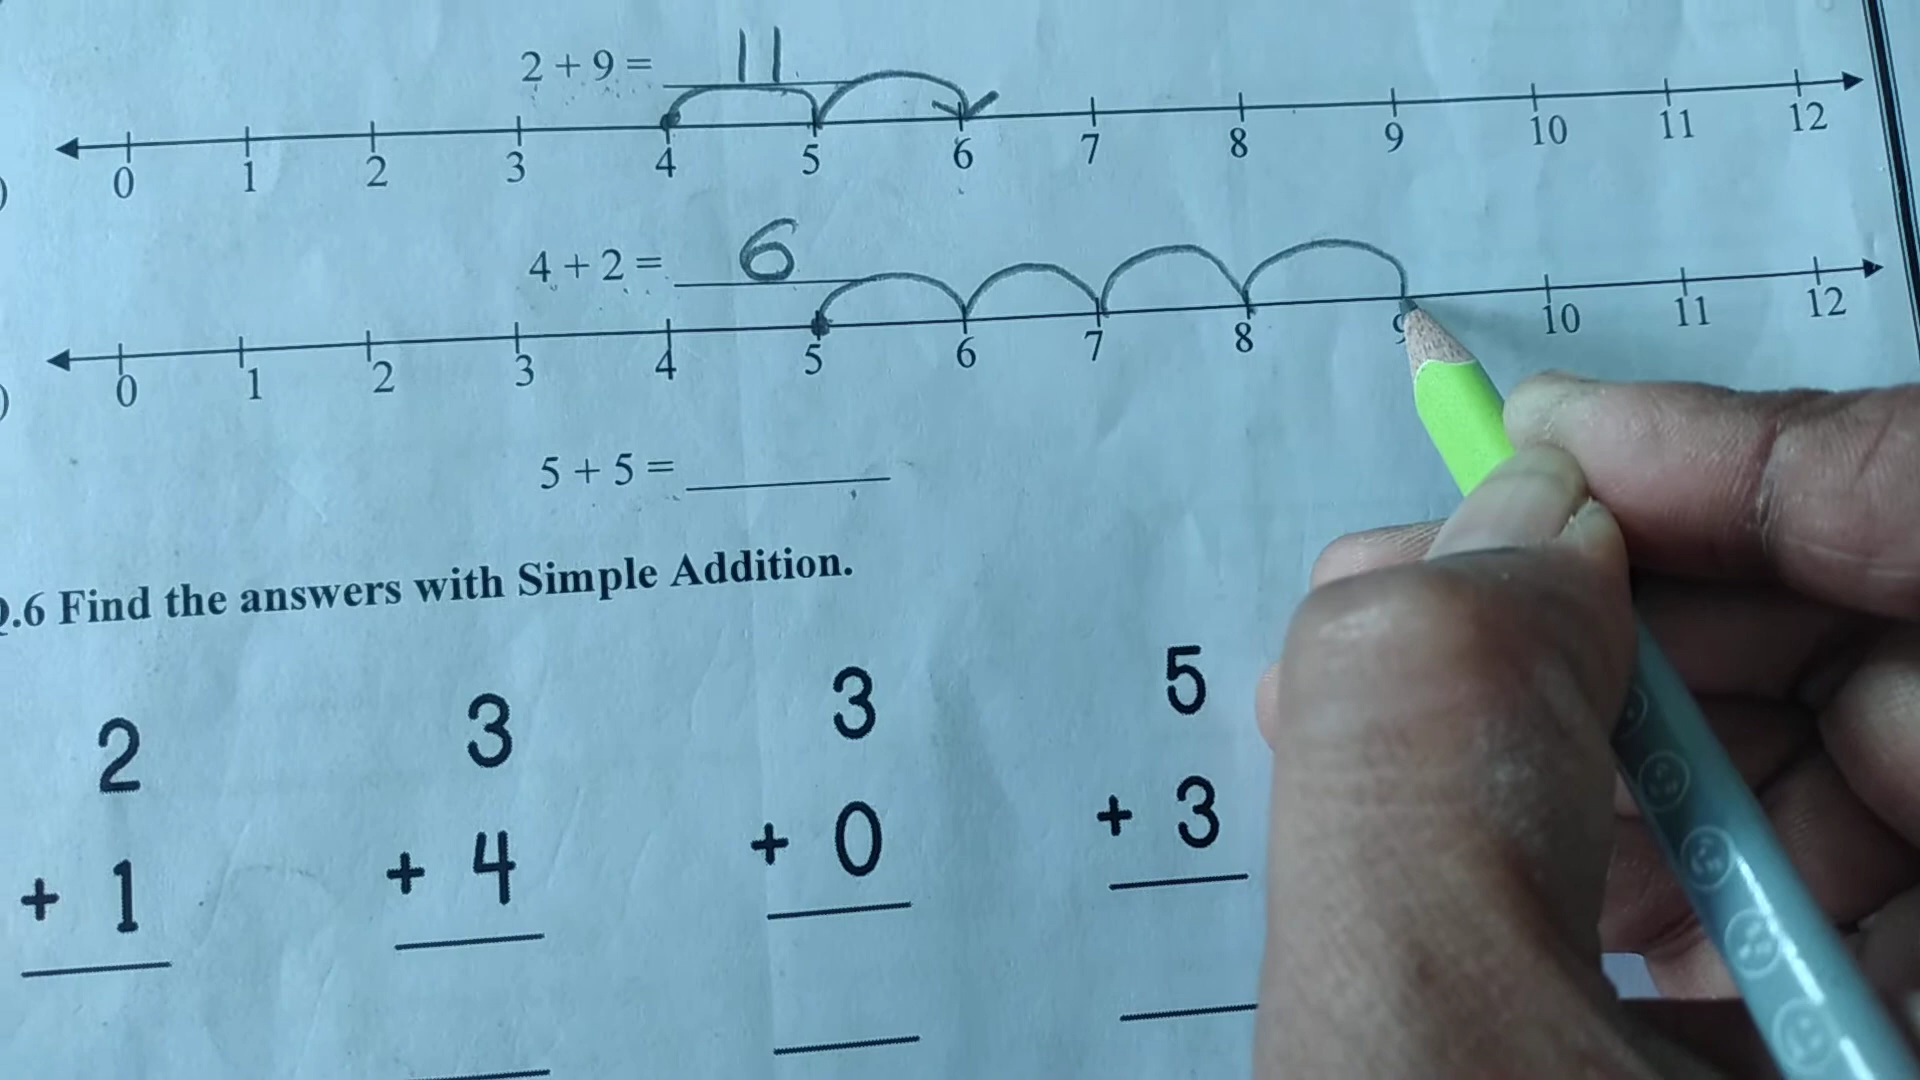 2 + 9 = 11
0 1 2 3 4 5 6 7 8 9 10 11 12
4 + 2 = 6
0 1 2 3 4 5 6 7 8 9 10 11 12
5 + 5 = ________
.6 Find the answers with Simple Addition.
2 3 3 5
+ 1 + 4 + 0 + 3